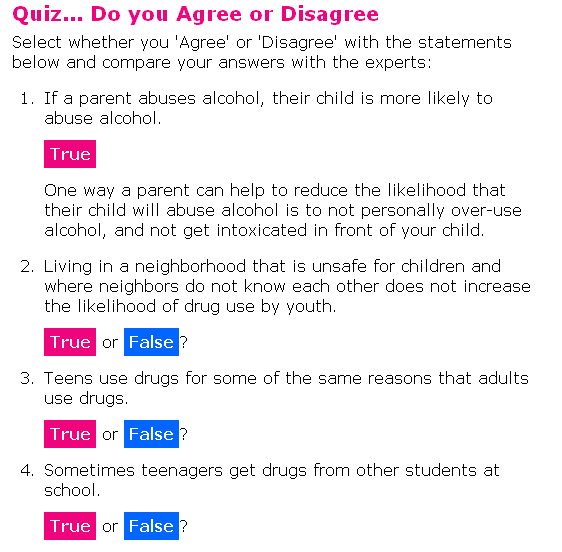 Quiz... Do you Agree or Disagree
Select whether you 'Agree' or 'Disagree' with the statements
below and compare your answers with the experts:
1. If a parent abuses alcohol, their child is more likely to
abuse alcohol.
True
One way a parent can help to reduce the likelihood that
their child will abuse alcohol is to not personally over-use
alcohol, and not get intoxicated in front of your child.
2. Living in a neighborhood that is unsafe for children and
where neighbors do not know each other does not increase
the likelihood of drug use by youth.
True or False?
3. Teens use drugs for some of the same reasons that adults
use drugs.
True or False?
4. Sometimes teenagers get drugs from other students at
school.
True or False?